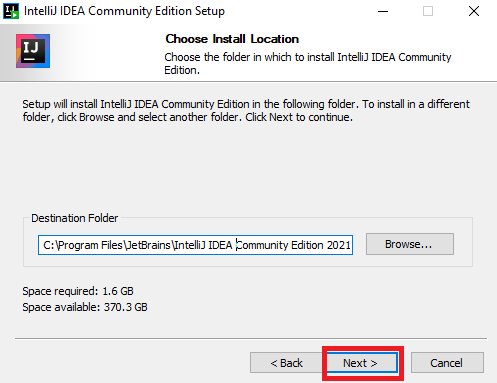 IntelliJ IDEA Community Edition Setup
IJ
Choose Install Location
Choose the folder in which to install IntelliJ IDEA Community
Edition.
Setup will install IntelliJ IDEA Community Edition in the following folder. To install in a different
folder, click Browse and select another folder. Click Next to continue.
Destination Folder
C:\Program Files\JetBrains\IntelliJ IDEA Community Edition 2021
Browse...
Space required: 1.6 GB
Space available: 370.3 GB
< Back
Next >
Cancel